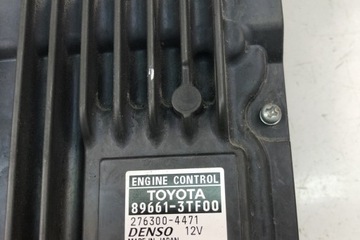 ENGINE CONTROL
TOYOTA
89661-3TF00
276300-4471
DENSO 12V
MADE IN JAPAN